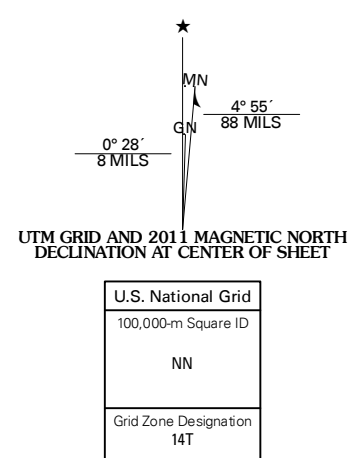 ★
MN
4° 55´
88 MILS
GN
0° 28´
8 MILS
UTM GRID AND 2011 MAGNETIC NORTH
DECLINATION AT CENTER OF SHEET
U.S. National Grid
100,000-m Square ID
NN
Grid Zone Designation
14T